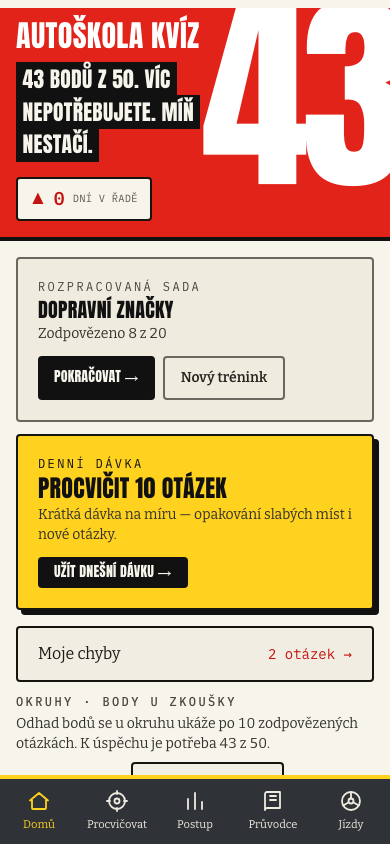 AUTOŠKOLA KVÍZ
43
43 BODŮ Z 50. VÍC
NEPOTŘEBUJETE. MÍŇ
NESTAČÍ.
▲ 0 DNÍ V ŘADĚ
ROZPRACOVANÁ SADA
DOPRAVNÍ ZNAČKY
Zodpovězeno 8 z 20
POKRAČOVAT →
Nový trénink
DENNÍ DÁVKA
PROCVIČIT 10 OTÁZEK
Krátká dávka na míru — opakování slabých míst i
nové otázky.
UŽÍT DNEŠNÍ DÁVKU →
Moje chyby
2 otázek →
OKRUHY · BODY U ZKOUŠKY
Odhad bodů se u okruhu ukáže po 10 zodpovězených
otázkách. K úspěchu je potřeba 43 z 50.
Domů
Procvičovat
Postup
Průvodce
Jízdy